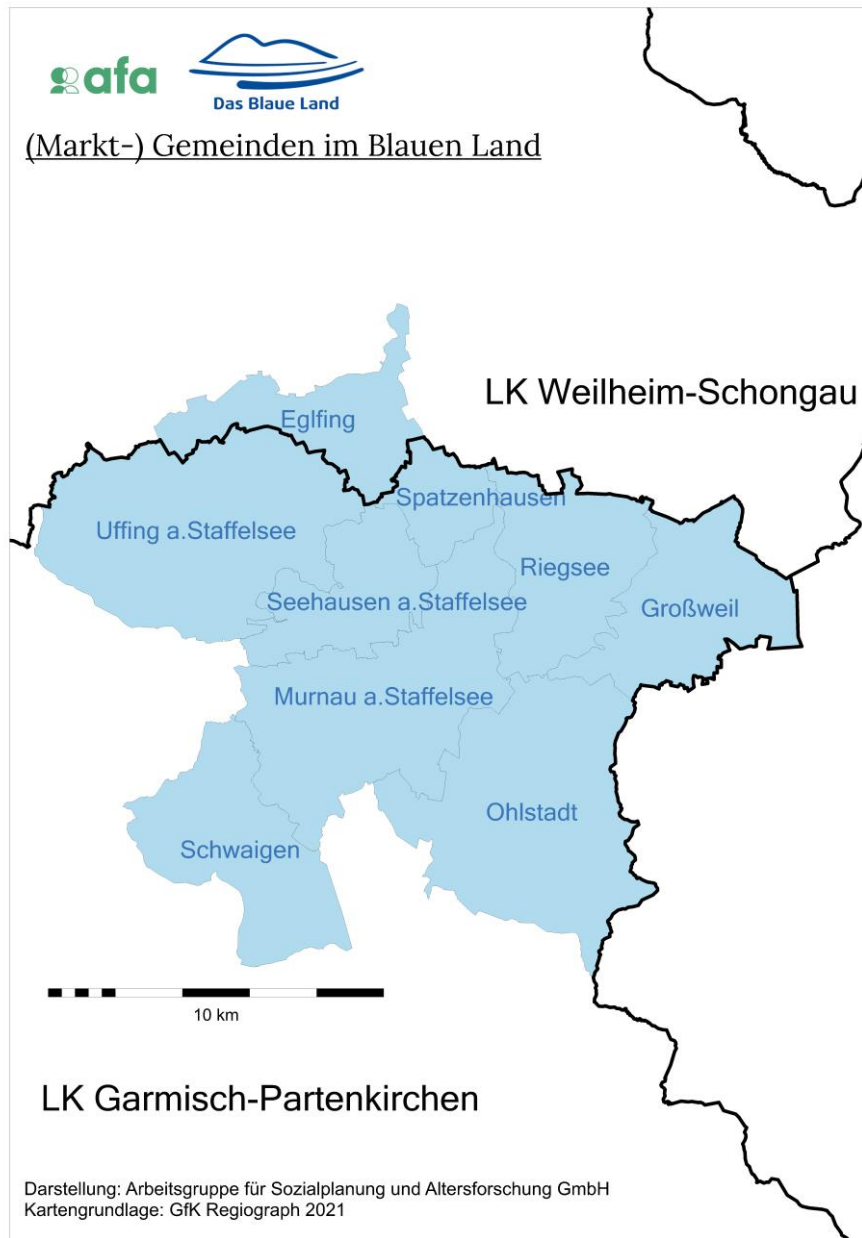 afa
Das Blaue Land
(Markt-) Gemeinden im Blauen Land
LK Weilheim-Schongau
Eglfing
Spatzenhausen
Uffing a.Staffelsee
Riegsee
Seehausen a.Staffelsee
Großweil
Murnau a.Staffelsee
Ohlstadt
Schwaigen
10 km
LK Garmisch-Partenkirchen
Darstellung: Arbeitsgruppe für Sozialplanung und Altersforschung GmbH
Kartengrundlage: GfK Regiograph 2021